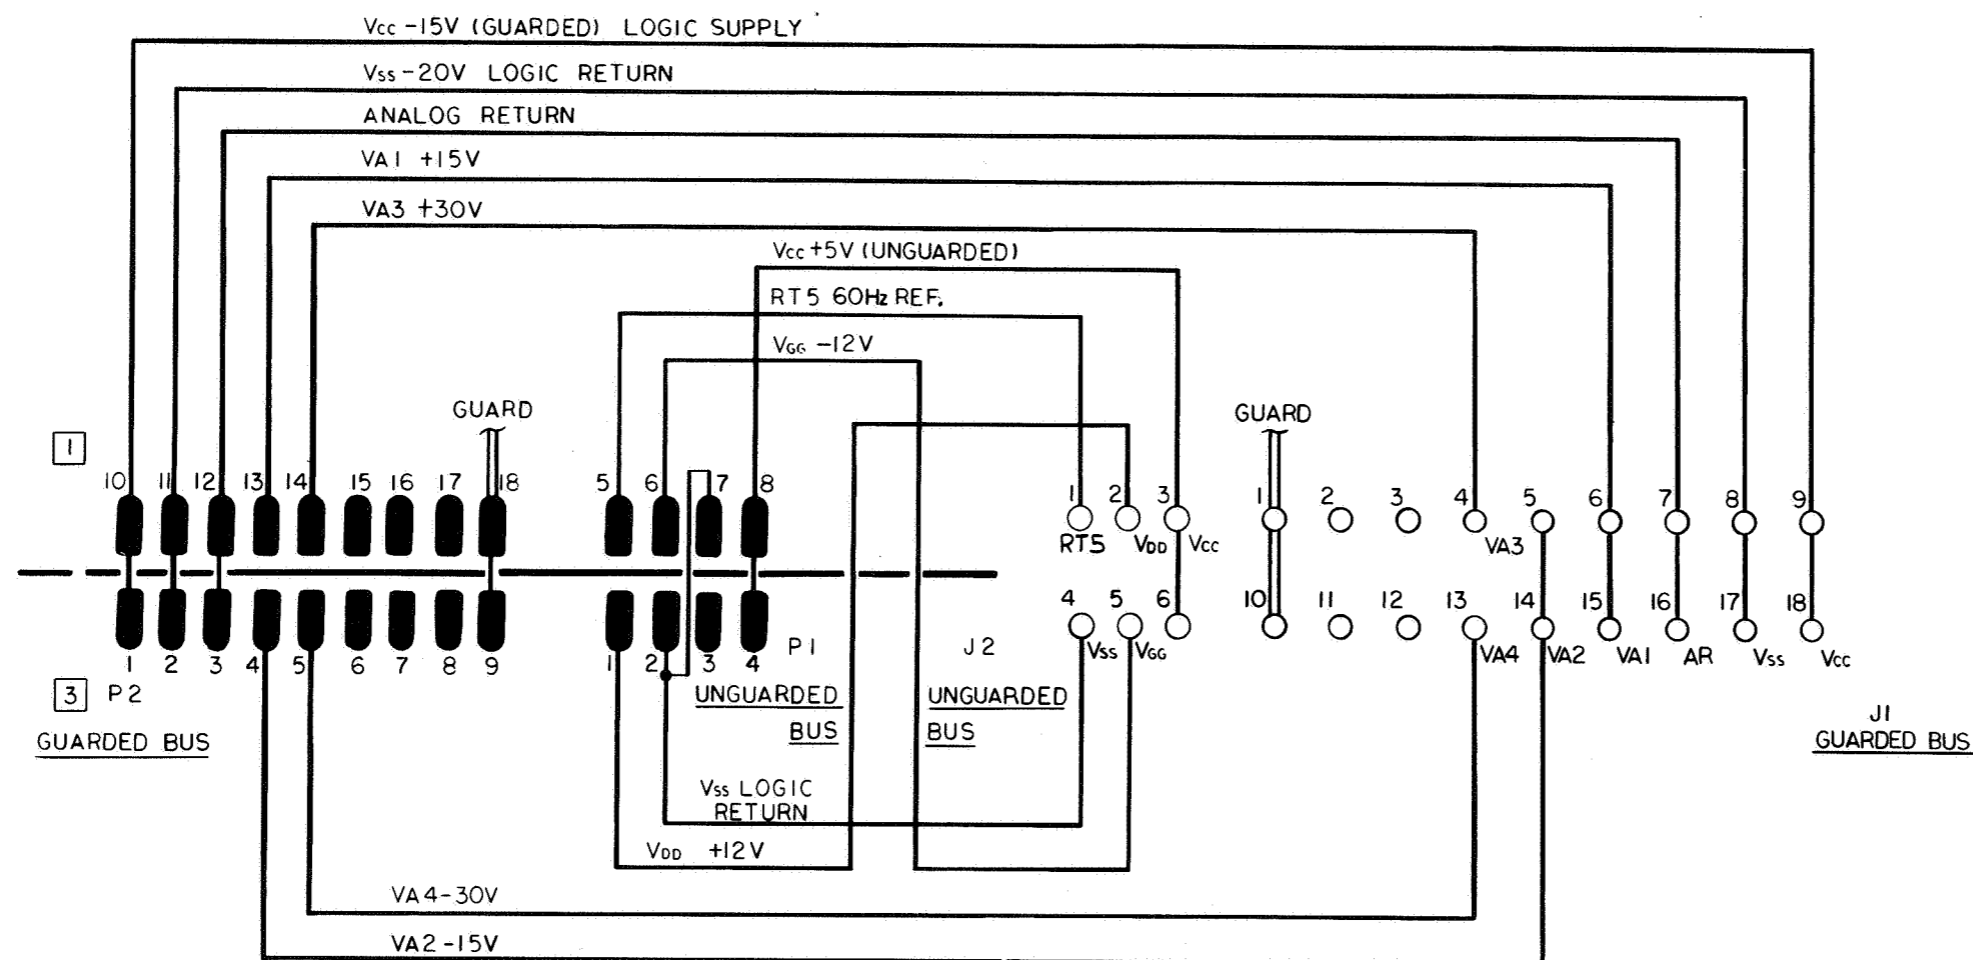 Vcc -15V (GUARDED) LOGIC SUPPLY
Vss -20V LOGIC RETURN
ANALOG RETURN
VA1 +15V
VA3 +30V
Vcc +5V (UNGUARDED)
RT5 60Hz REF.
VGG -12V
GUARD
GUARD
1
10 11 12 13 14 15 16 17 18
5 6 7 8
1 2 3
1 2 3 4 5 6 7 8 9
RT5 VDD Vcc
VA3
1 2 3 4 5 6 7 8 9
1 2 3 4
4 5 6
10 11 12 13 14 15 16 17 18
Vss VGG
VA4 VA2 VA1 AR Vss Vcc
3 P2
GUARDED BUS
P1
UNGUARDED
BUS
J2
UNGUARDED
BUS
J1
GUARDED BUS
Vss LOGIC
RETURN
VDD +12V
VA4-30V
VA2-15V